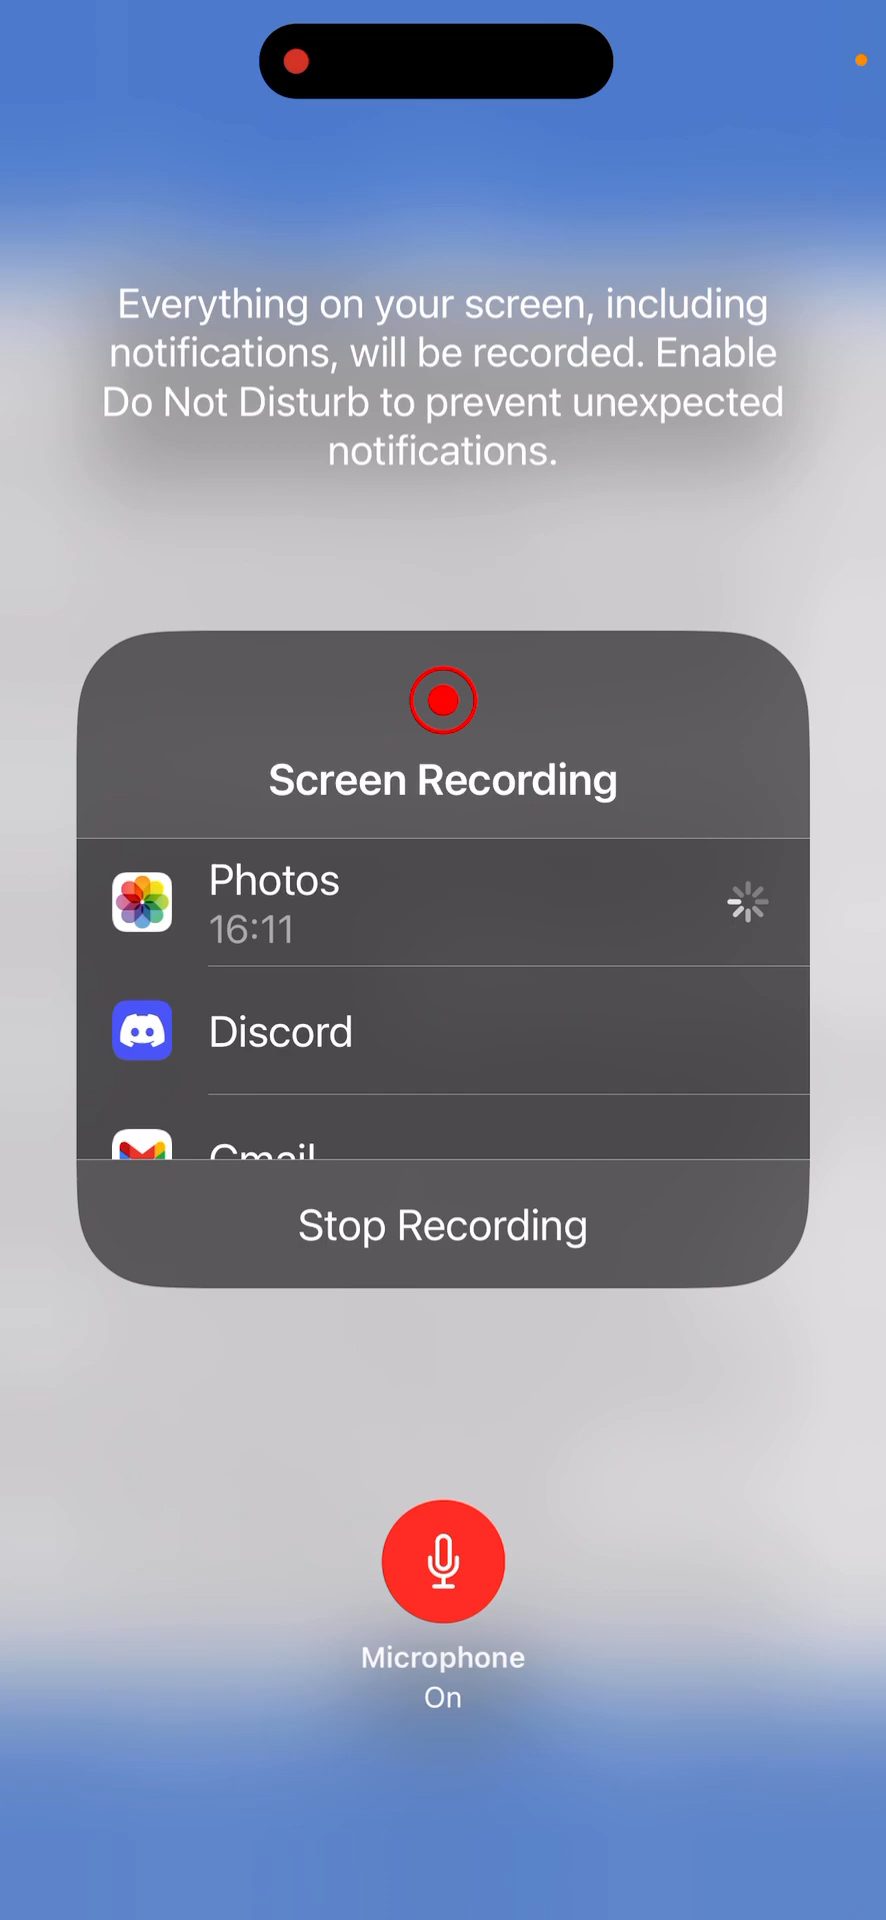 Everything on your screen, including
notifications, will be recorded. Enable
Do Not Disturb to prevent unexpected
notifications.
Screen Recording
Photos
16:11
Discord
Gmail
Stop Recording
Microphone
On